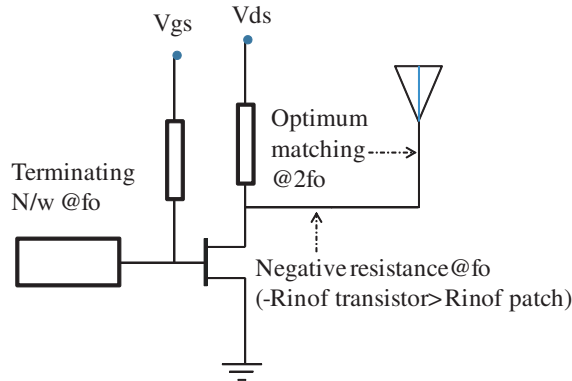 Vgs
Vds
Optimum
matching
@2fo
Terminating
N/w @fo
Negative resistance@fo
(-Rinof transistor>Rinof patch)